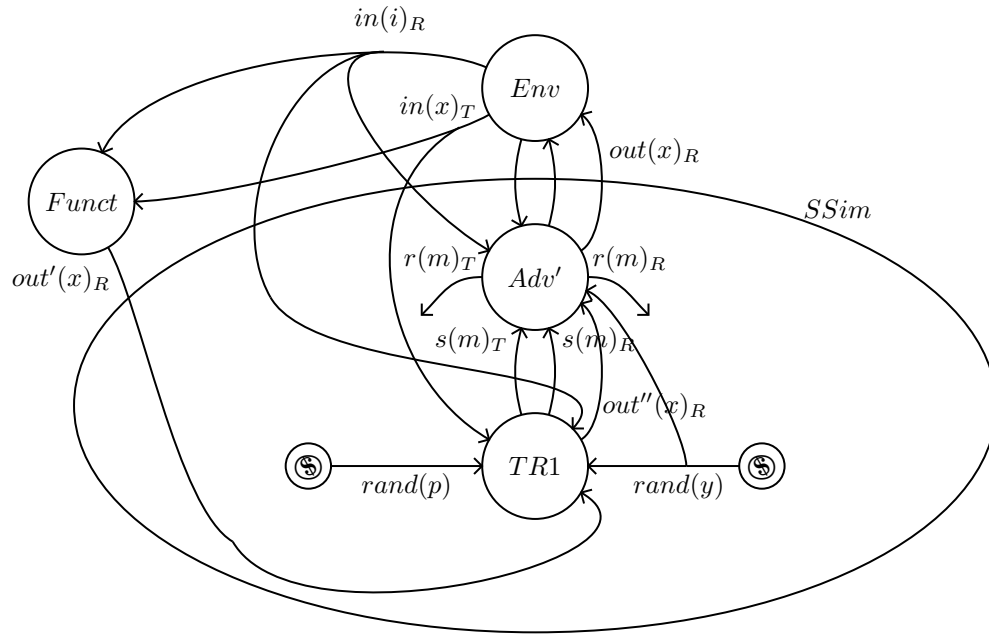 in(i)_R
Env
in(x)_T
out(x)_R
Funct
SSim
r(m)_T
r(m)_R
Adv'
out'(x)_R
s(m)_T
s(m)_R
out''(x)_R
$
TR1
$
rand(p)
rand(y)